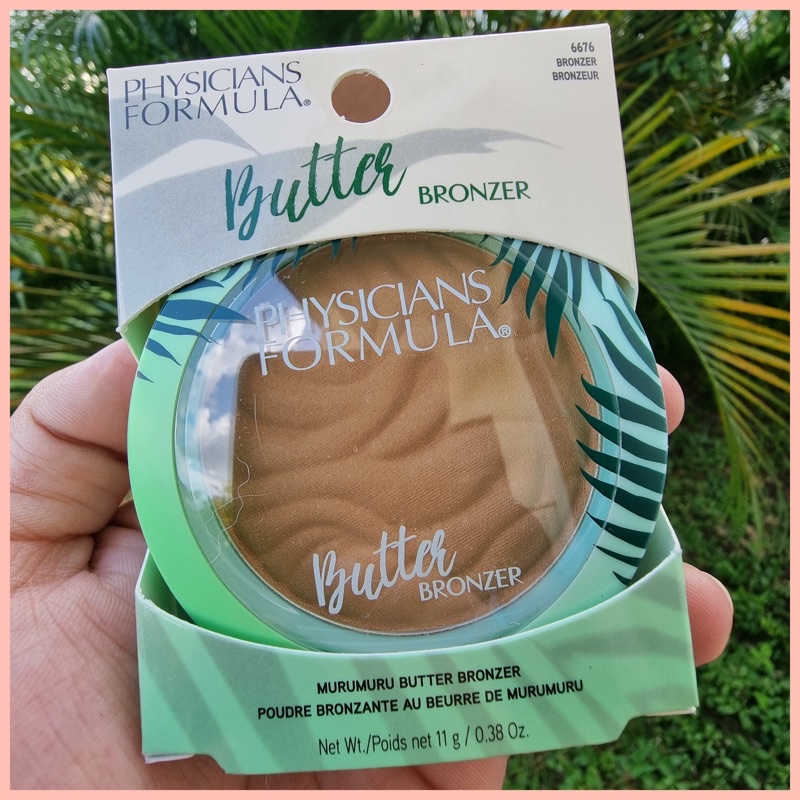 PHYSICIANS
FORMULA®
6676
BRONZER
BRONZEUR
Butter BRONZER
PHYSICIANS
FORMULA®
Butter
BRONZER
MURUMURU BUTTER BRONZER
POUDRE BRONZANTE AU BEURRE DE MURUMURU
Net Wt./Poids net 11 g / 0.38 Oz.